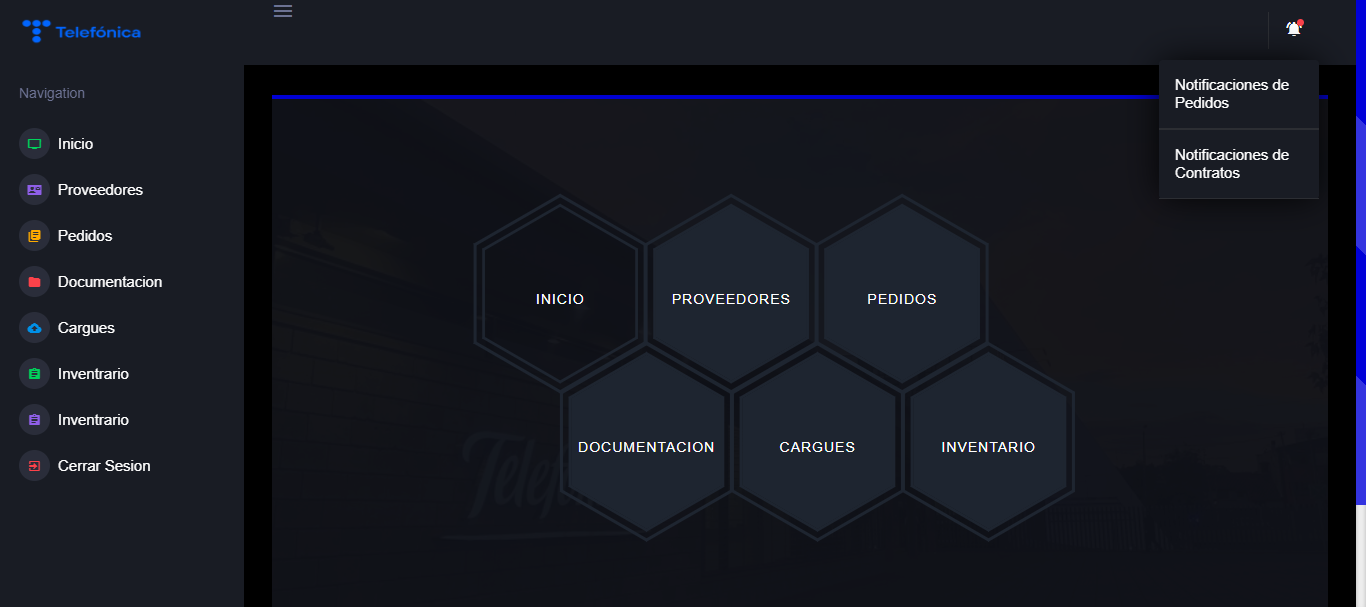 Telefónica
Navigation
Inicio
Proveedores
Pedidos
Documentacion
Cargues
Inventrario
Inventrario
Cerrar Sesion
Notificaciones de
Pedidos
Notificaciones de
Contratos
INICIO
PROVEEDORES
PEDIDOS
DOCUMENTACION
CARGUES
INVENTARIO